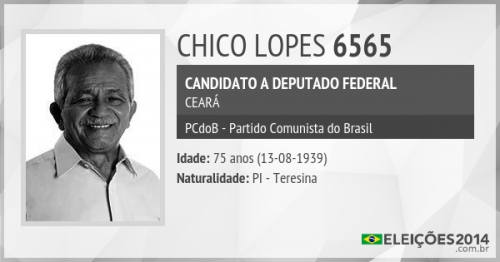 CHICO LOPES 6565
CANDIDATO A DEPUTADO FEDERAL
CEARÁ
PCdoB - Partido Comunista do Brasil
Idade: 75 anos (13-08-1939)
Naturalidade: PI - Teresina
ELEIÇÕES2014
.com.br